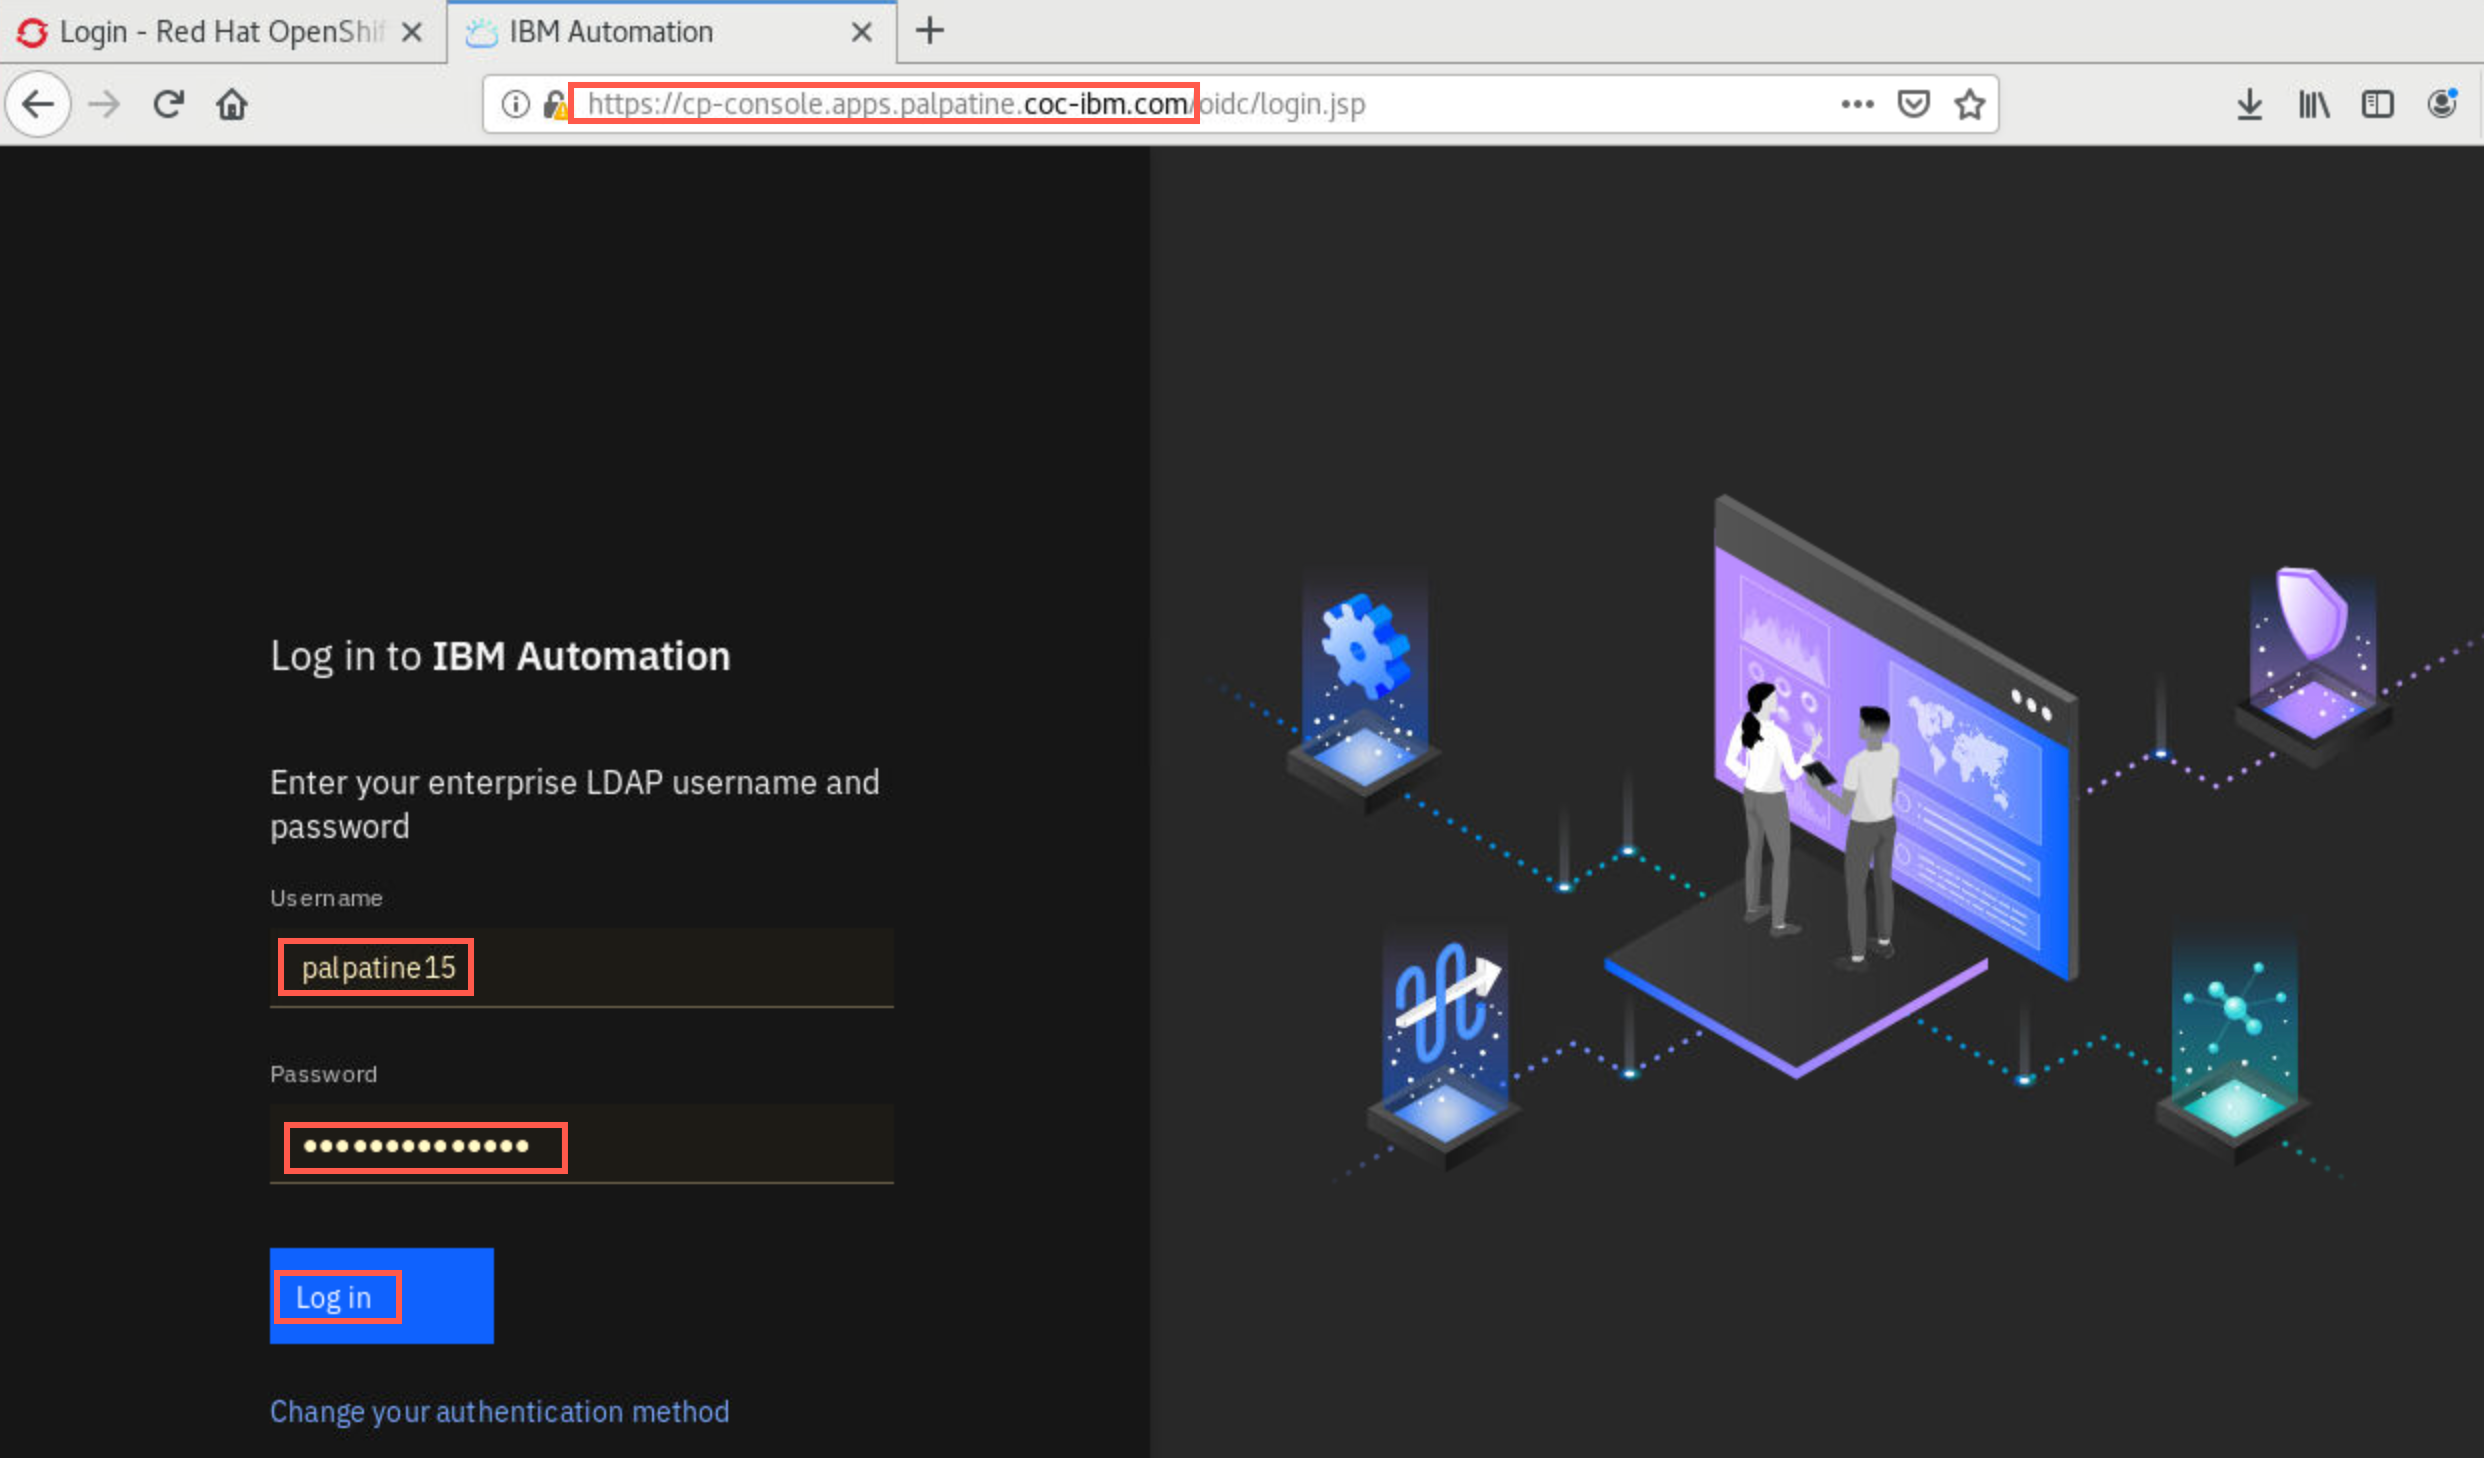 Login - Red Hat OpenShif
IBM Automation
https://cp-console.apps.palpatine.coc-ibm.com/oidc/login.jsp
Log in to IBM Automation
Enter your enterprise LDAP username and
password
Username
palpatine15
Password
Log in
Change your authentication method